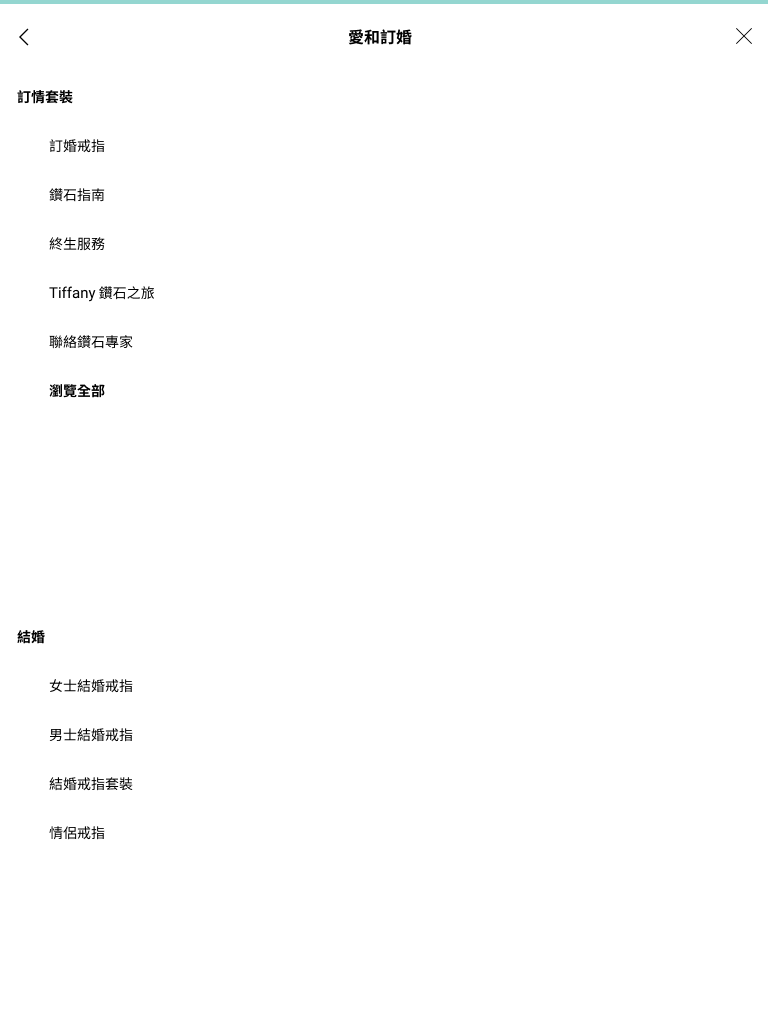 愛和訂婚
訂情套裝
訂婚戒指
鑽石指南
終生服務
Tiffany 鑽石之旅
聯絡鑽石專家
瀏覽全部
結婚
女士結婚戒指
男士結婚戒指
結婚戒指套裝
情侶戒指